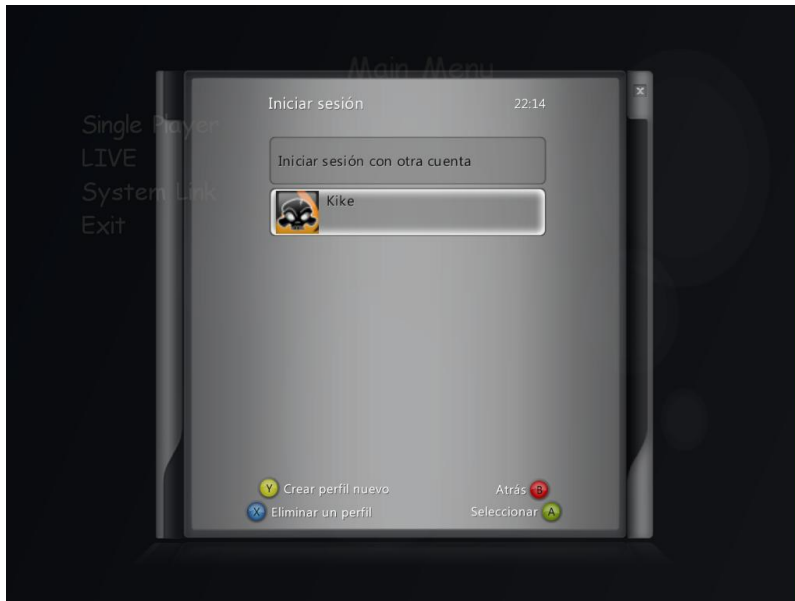 Main Menu
Iniciar sesión
22:14
Single Player
LIVE
System Link
Exit
Iniciar sesión con otra cuenta
Kike
Y Crear perfil nuevo
Atrás B
X Eliminar un perfil
Seleccionar A